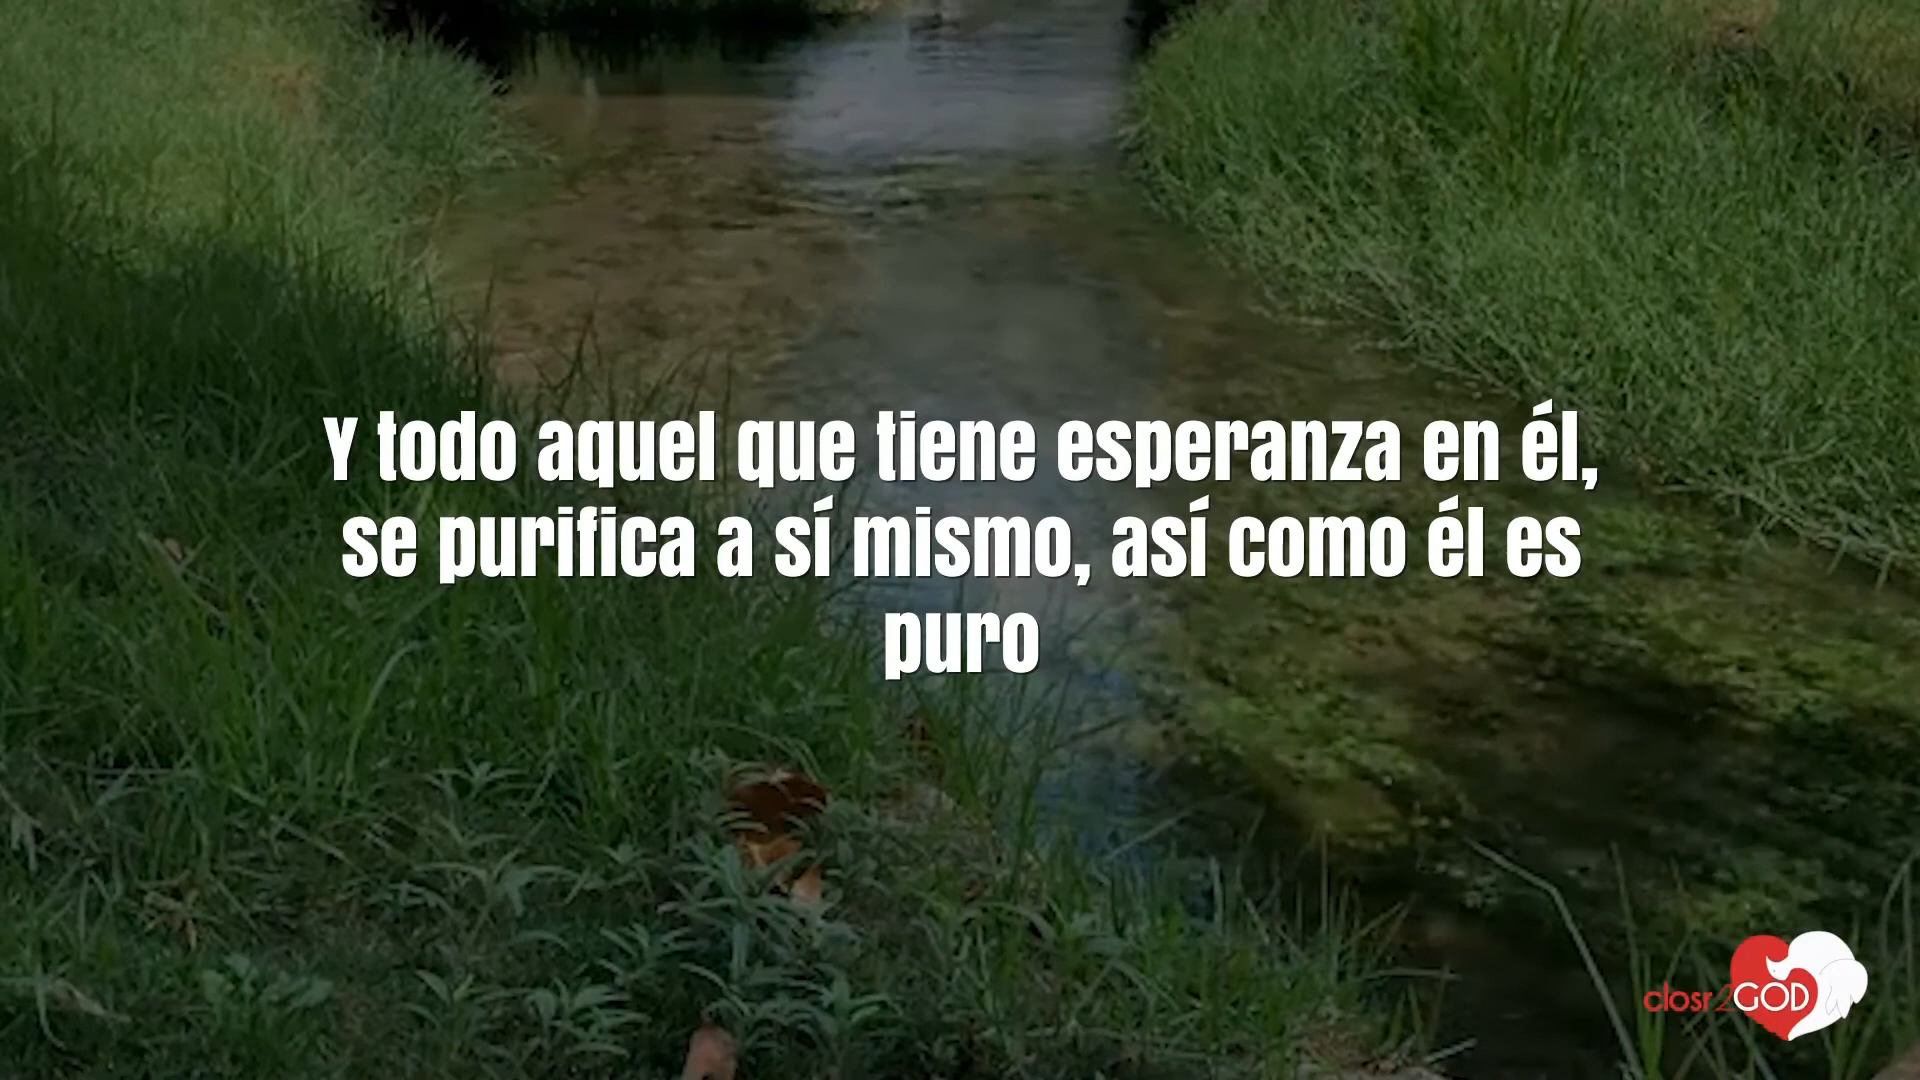 Y todo aquel que tiene esperanza en él,
se purifica a sí mismo, así como él es
puro
closr2GOD